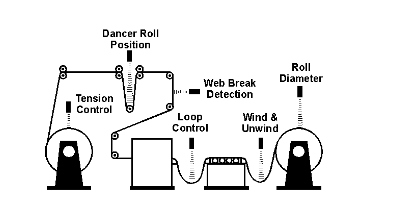 Dancer Roll
Position
Tension
Control
Web Break
Detection
Loop
Control
Wind &
Unwind
Roll
Diameter